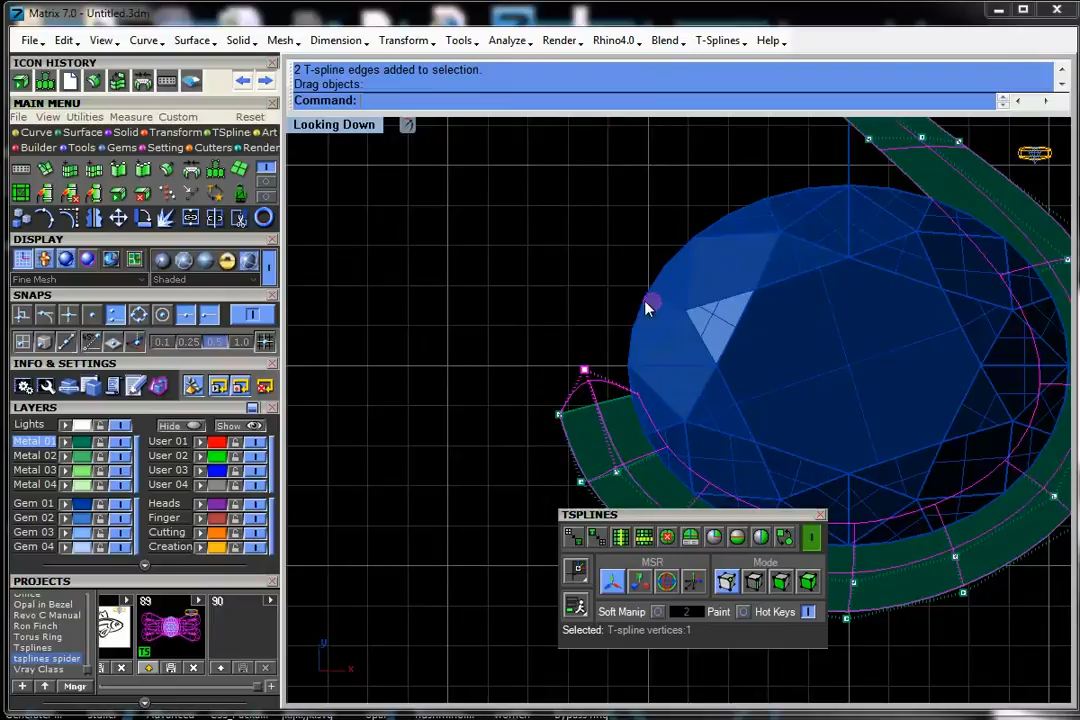 Matrix 7.0 - Untitled.3dm
File Edit View Curve Surface Solid Mesh Dimension Transform Tools Analyze Render Rhino4.0 Blend T-Splines Help
ICON HISTORY
2 T-spline edges added to selection.
Drag objects:
Command:
MAIN MENU
File View Utilities Measure Custom Reset
Curve Surface Solid Transform TSpline Art
Builder Tools Gems Setting Cutters Render
Looking Down
DISPLAY
Fine Mesh Shaded
SNAPS
0.1 0.25 0.5 1.0
INFO & SETTINGS
LAYERS
Lights Hide Show
Metal 01 User 01
Metal 02 User 02
Metal 03 User 03
Metal 04 User 04
Gem 01 Heads
Gem 02 Finger
Gem 03 Cutting
Gem 04 Creation
PROJECTS
Opal in Bezel
Revo C Manual
Ron Finch
Torus Ring
Tsplines
tsplines spider
Vray Class
89 90
TS
Mngr
TSPLINES
MSR Mode
Soft Manip 2 Paint Hot Keys
Selected: T-spline vertices:1
y
x